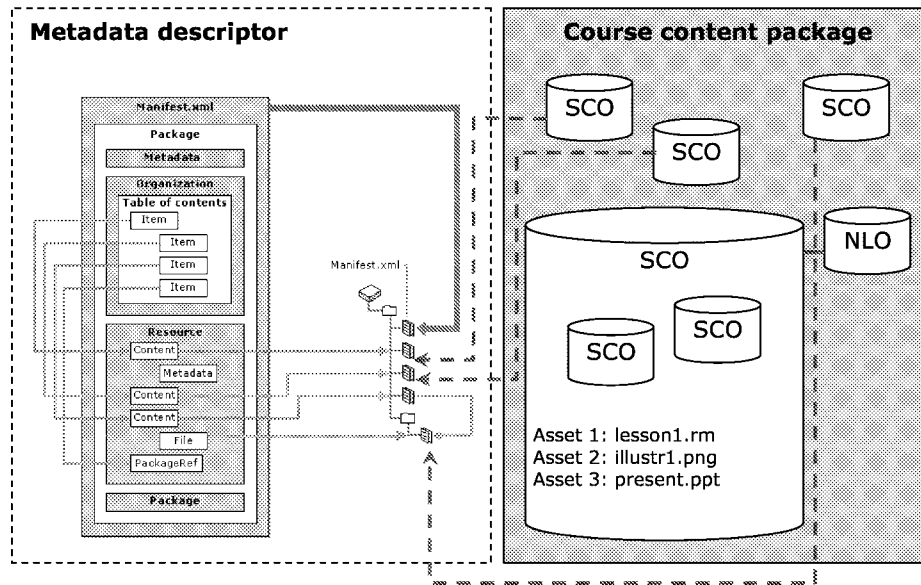 Metadata descriptor
Manifest.xml
Package
Metadata
Organization
Table of contents
Item
Item
Item
Item
Resource
Content
Metadata
Content
Content
File
PackageRef
Package
Manifest.xml
Course content package
SCO
SCO
SCO
NLO
SCO
SCO
SCO
Asset 1: lesson1.rm
Asset 2: illustr1.png
Asset 3: present.ppt